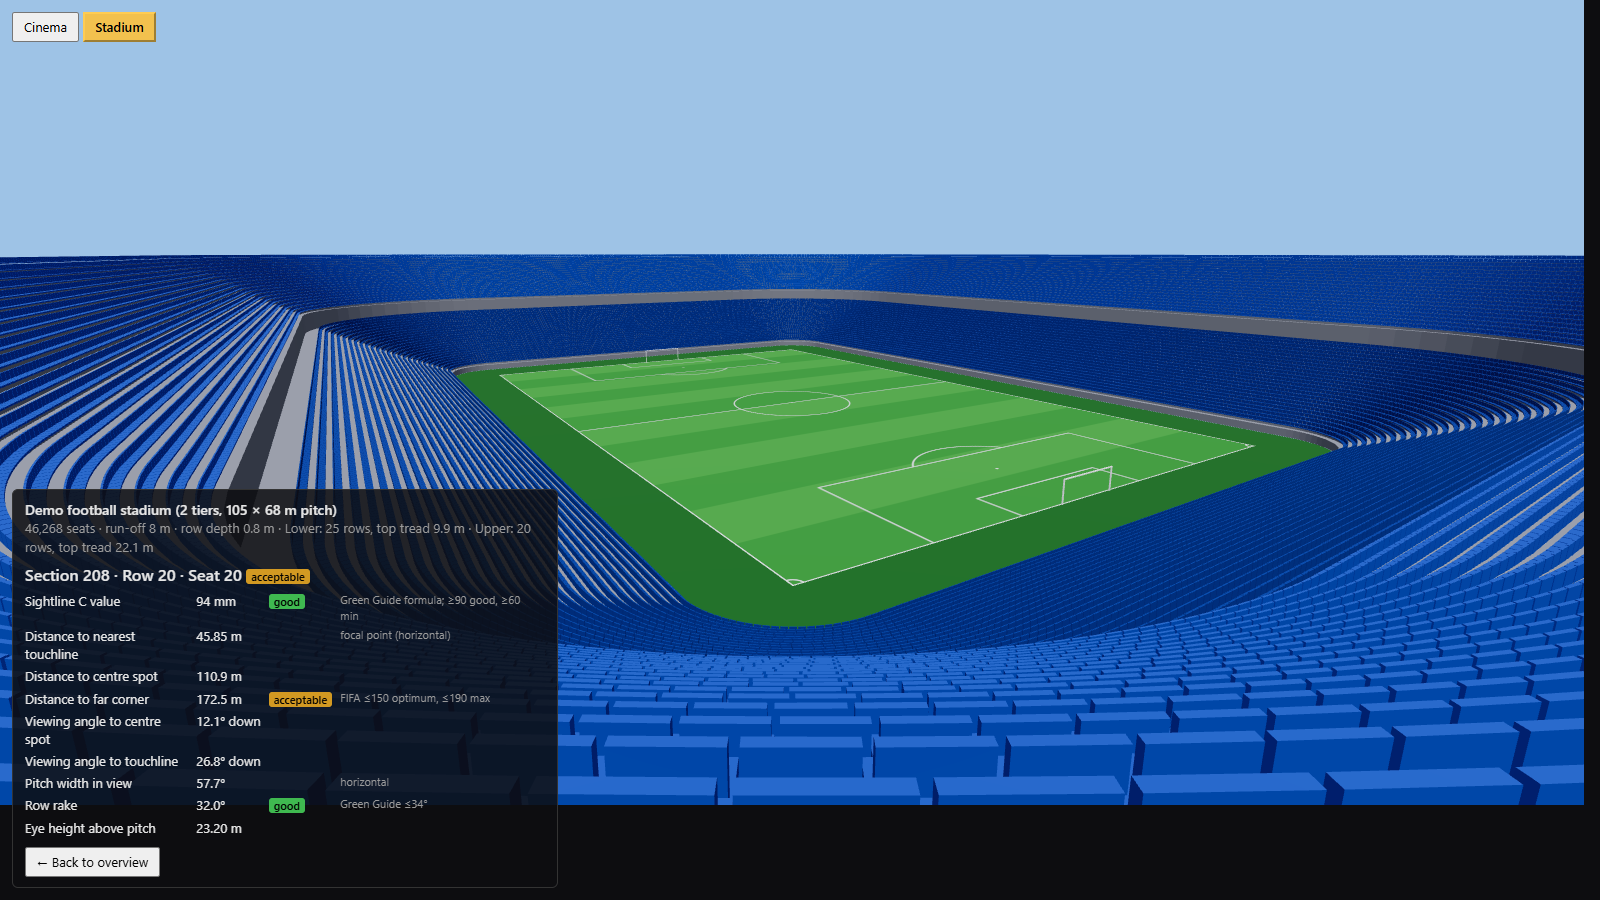 Cinema
Stadium
Demo football stadium (2 tiers, 105 × 68 m pitch)
46,268 seats · run-off 8 m · row depth 0.8 m · Lower: 25 rows, top tread 9.9 m · Upper: 20
rows, top tread 22.1 m
Section 208 · Row 20 · Seat 20 acceptable
Sightline C value 94 mm good Green Guide formula; ≥90 good, ≥60
min
Distance to nearest 45.85 m focal point (horizontal)
touchline
Distance to centre spot 110.9 m
Distance to far corner 172.5 m acceptable FIFA ≤150 optimum, ≤190 max
Viewing angle to centre 12.1° down
spot
Viewing angle to touchline 26.8° down
Pitch width in view 57.7° horizontal
Row rake 32.0° good Green Guide ≤34°
Eye height above pitch 23.20 m
← Back to overview